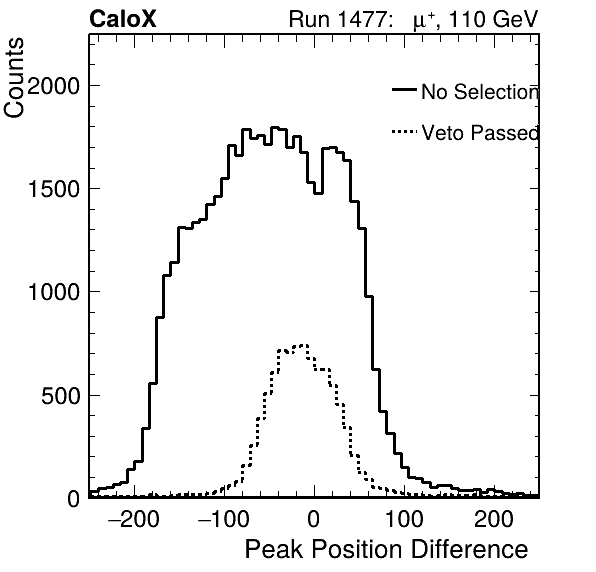 CaloX Run 1477: μ⁺, 110 GeV
Counts
2000
1500
1000
500
0
No Selection
Veto Passed
−200 −100 0 100 200
Peak Position Difference